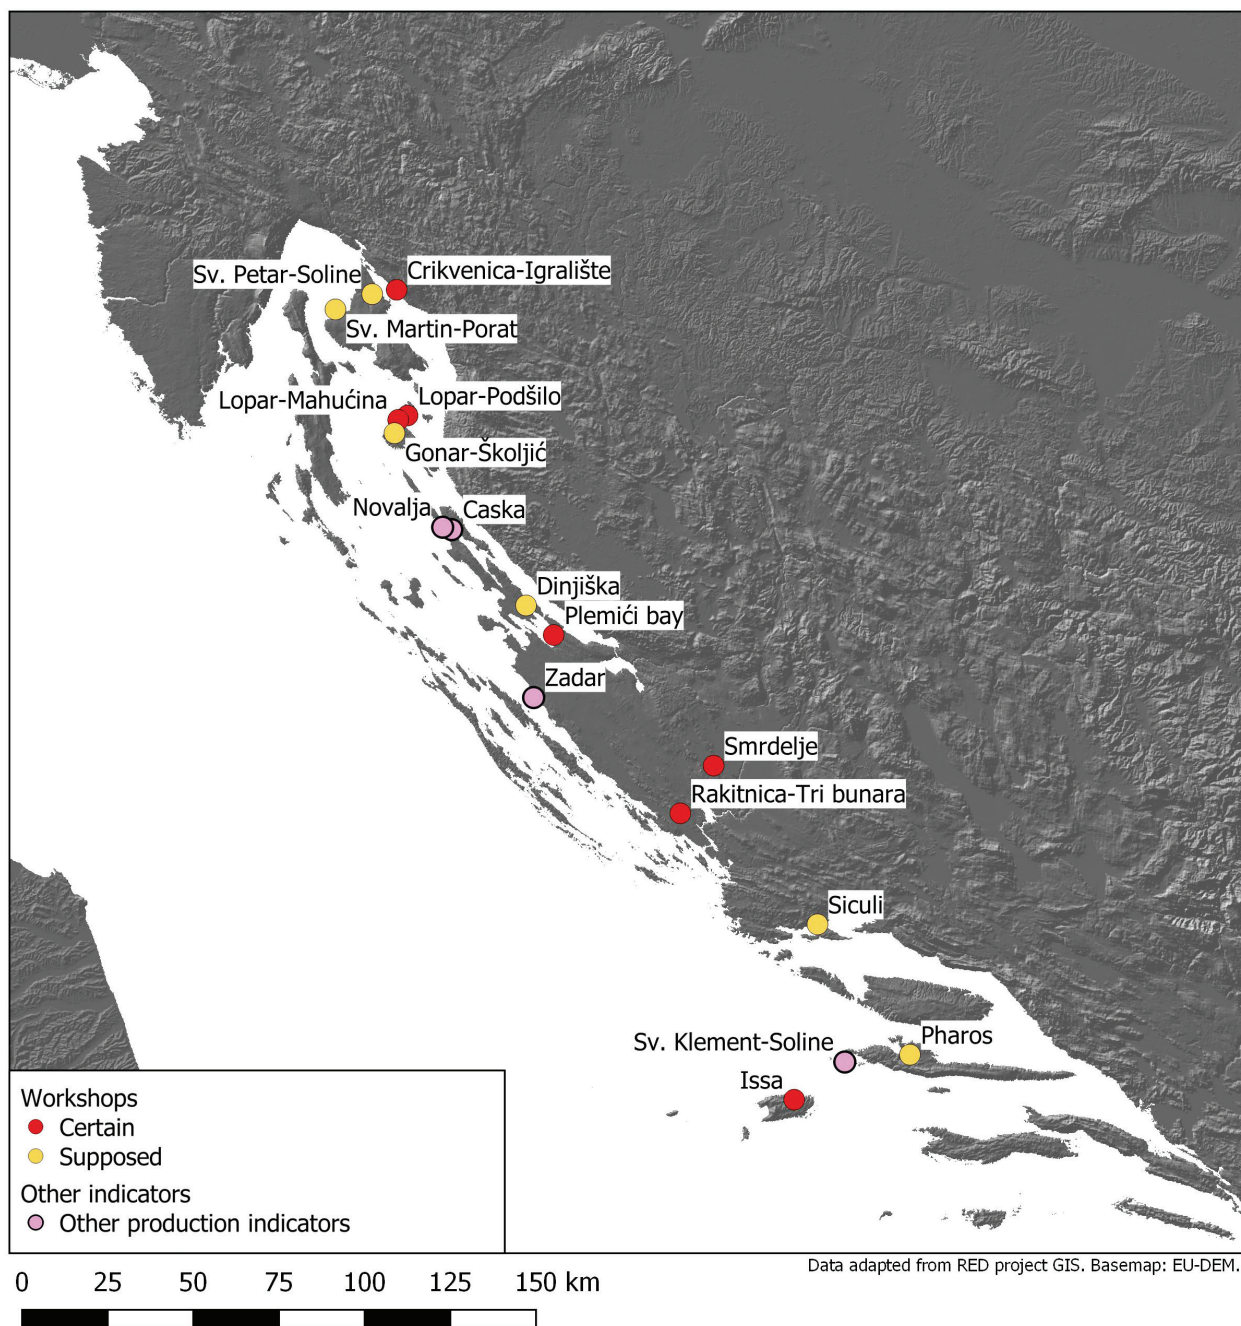 Sv. Petar-Soline
Crikvenica-Igralište
Sv. Martin-Porat
Lopar-Mahućina
Lopar-Podšilo
Gonar-Školjić
Novalja
Caska
Dinjiška
Plemići bay
Zadar
Smrdelje
Rakitnica-Tri bunara
Siculi
Pharos
Sv. Klement-Soline
Issa
Workshops
Certain
Supposed
Other indicators
Other production indicators
Data adapted from RED project GIS. Basemap: EU-DEM.
0 25 50 75 100 125 150 km